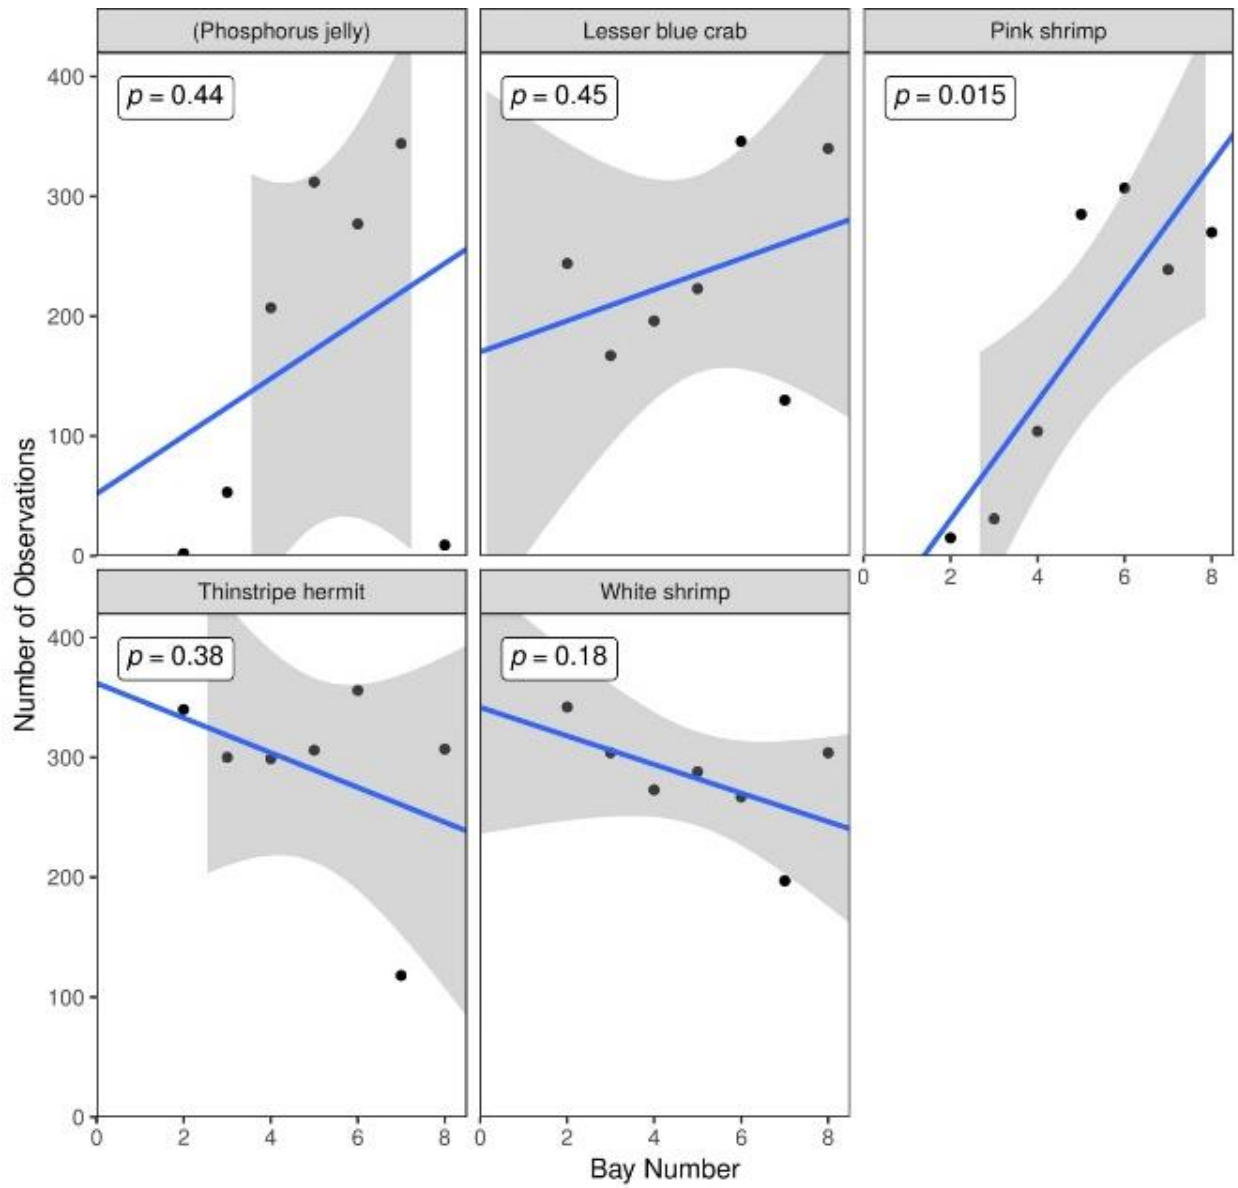 (Phosphorus jelly)
Lesser blue crab
Pink shrimp
400
300
200
100
0
p = 0.44
p = 0.45
p = 0.015
0 2 4 6 8
Thinstripe hermit
White shrimp
400
300
200
100
0
p = 0.38
p = 0.18
0 2 4 6 8
0 2 4 6 8
Number of Observations
Bay Number